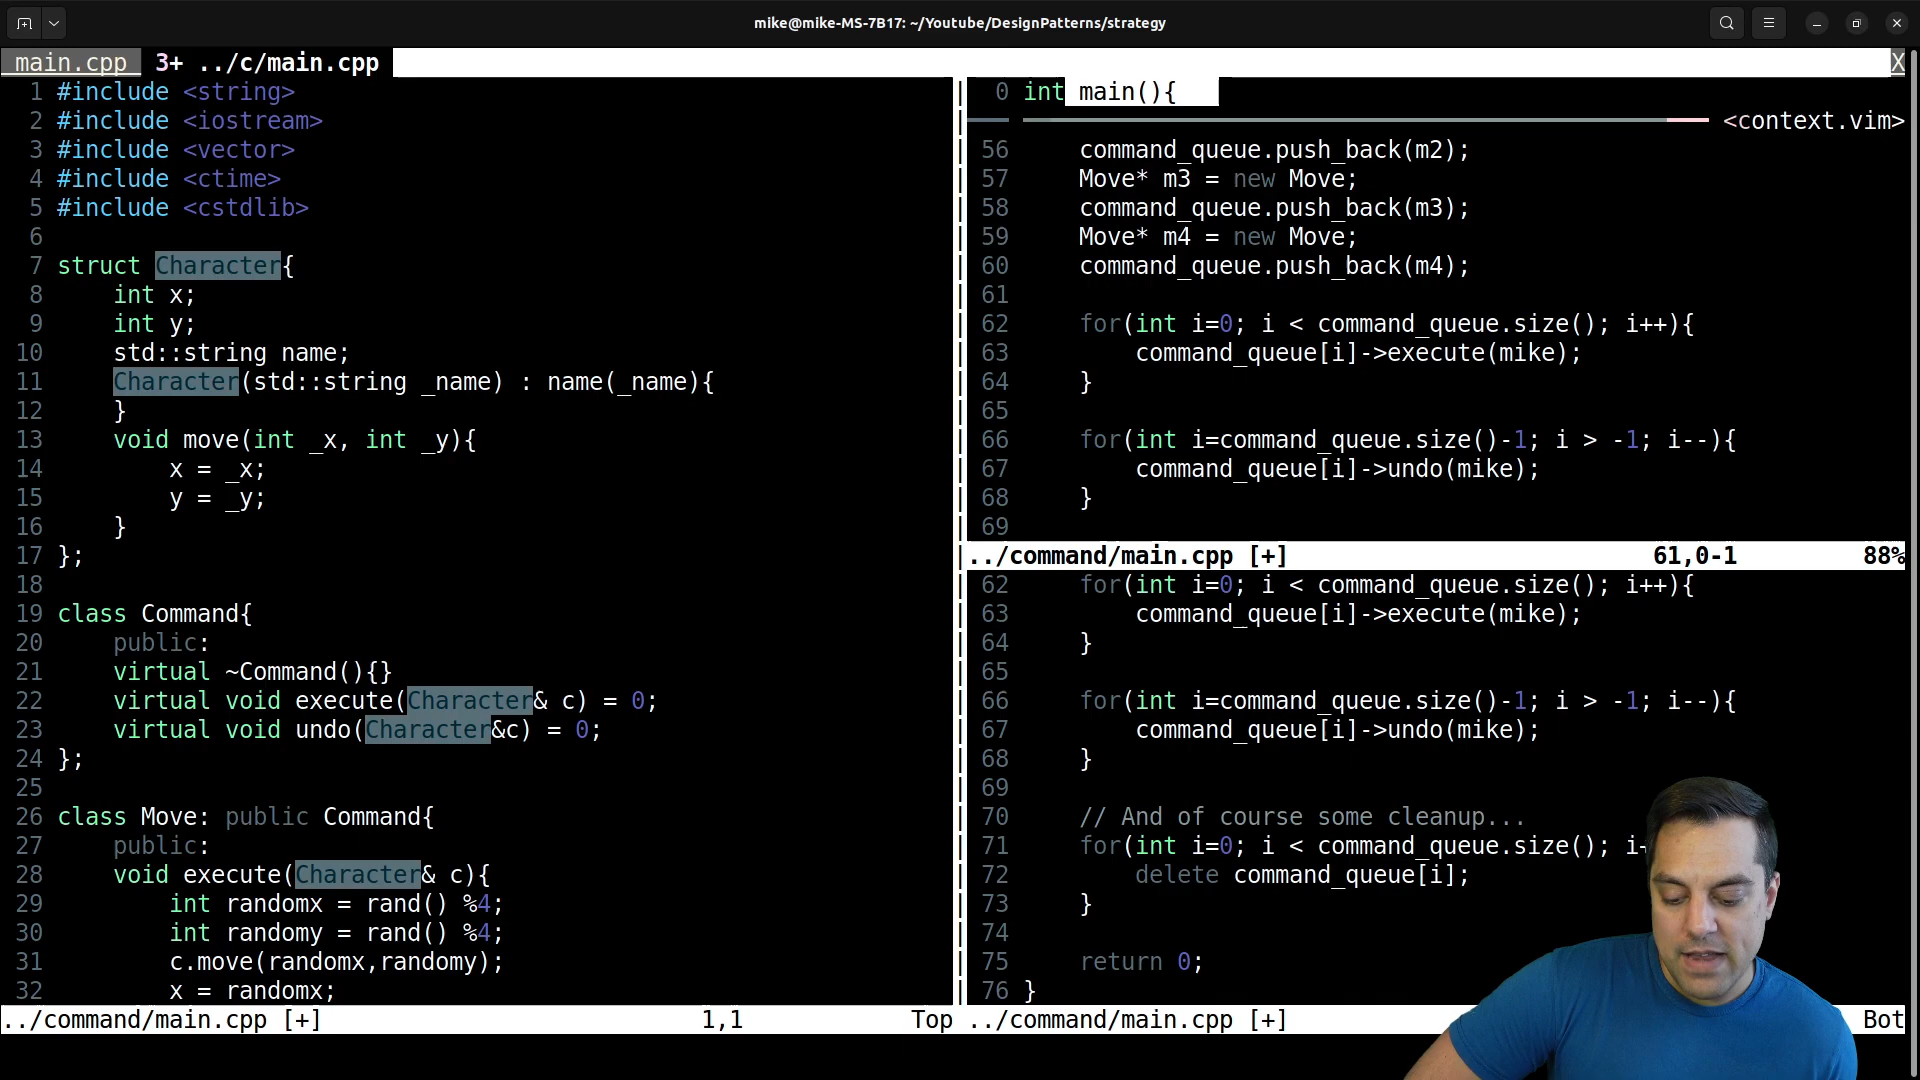 mike@mike-MS-7B17: ~/Youtube/DesignPatterns/strategy
main.cpp  3+ ../c/main.cpp X
1 #include <string>
2 #include <iostream>
3 #include <vector>
4 #include <ctime>
5 #include <cstdlib>
6
7 struct Character{
8     int x;
9     int y;
10     std::string name;
11     Character(std::string _name) : name(_name){
12     }
13     void move(int _x, int _y){
14         x = _x;
15         y = _y;
16     }
17 };
18
19 class Command{
20     public:
21     virtual ~Command(){}
22     virtual void execute(Character& c) = 0;
23     virtual void undo(Character&c) = 0;
24 };
25
26 class Move: public Command{
27     public:
28     void execute(Character& c){
29         int randomx = rand() %4;
30         int randomy = rand() %4;
31         c.move(randomx,randomy);
32         x = randomx;
../command/main.cpp [+] 1,1 Top
0 int main(){
<context.vim>
56     command_queue.push_back(m2);
57     Move* m3 = new Move;
58     command_queue.push_back(m3);
59     Move* m4 = new Move;
60     command_queue.push_back(m4);
61
62     for(int i=0; i < command_queue.size(); i++){
63         command_queue[i]->execute(mike);
64     }
65
66     for(int i=command_queue.size()-1; i > -1; i--){
67         command_queue[i]->undo(mike);
68     }
69
../command/main.cpp [+] 61,0-1 88%
62     for(int i=0; i < command_queue.size(); i++){
63         command_queue[i]->execute(mike);
64     }
65
66     for(int i=command_queue.size()-1; i > -1; i--){
67         command_queue[i]->undo(mike);
68     }
69
70     // And of course some cleanup...
71     for(int i=0; i < command_queue.size(); i
72         delete command_queue[i];
73     }
74
75     return 0;
76 }
../command/main.cpp [+] Bot